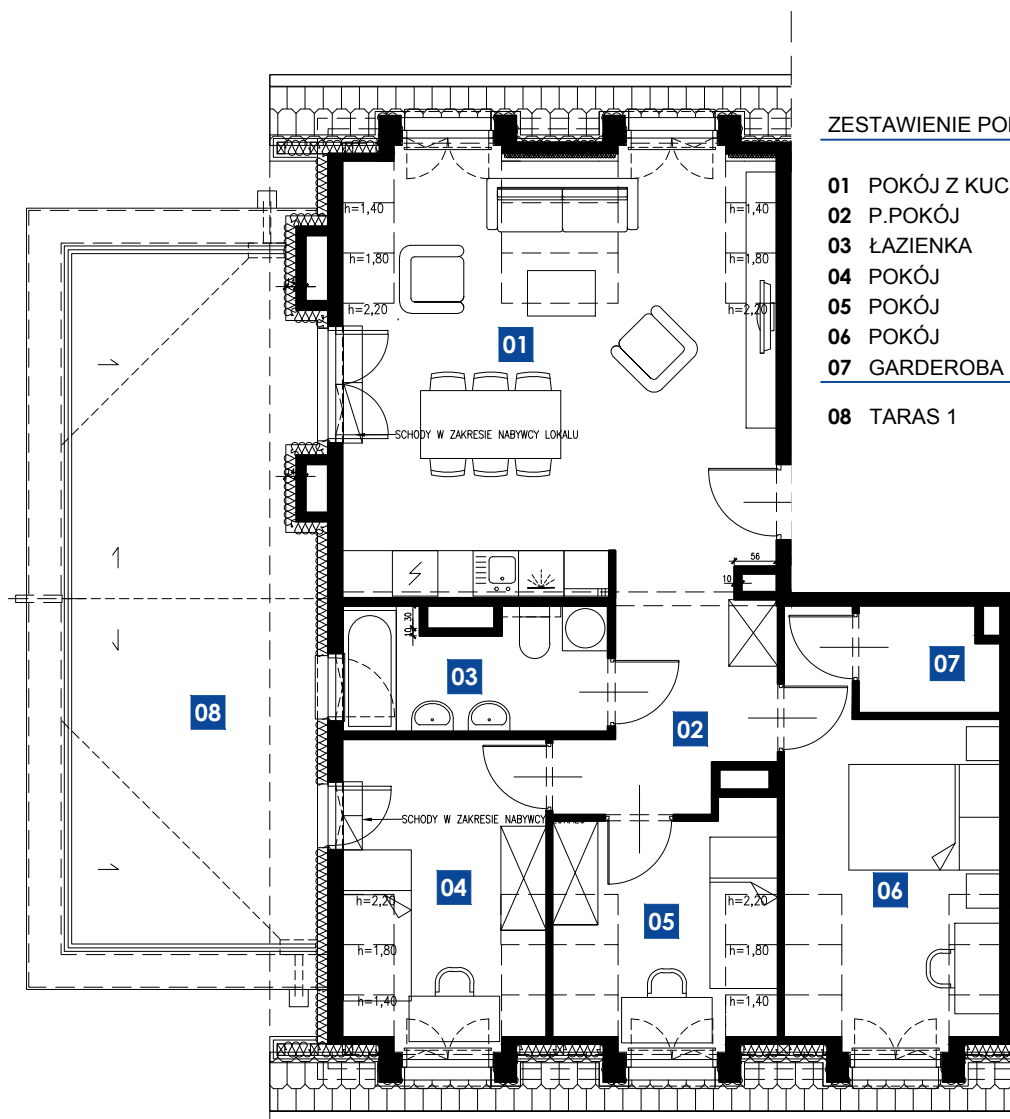 ZESTAWIENIE
01 POKÓJ Z
02 P.POKÓJ
03 ŁAZIENKA
04 POKÓJ
05 POKÓJ
06 POKÓJ
07 GARDEROBA
08 TARAS 1
h=1,40
h=1,40
h=1,80
h=1,80
h=2,20
h=2,20
01
SCHODY W ZAKRESIE NABYWCY LOKALU
56
10
30
10
03
07
08
02
SCHODY W ZAKRESIE NABYWCY LOKALU
04
05
06
h=2,20
h=2,20
h=1,80
h=1,80
h=1,40
h=1,40